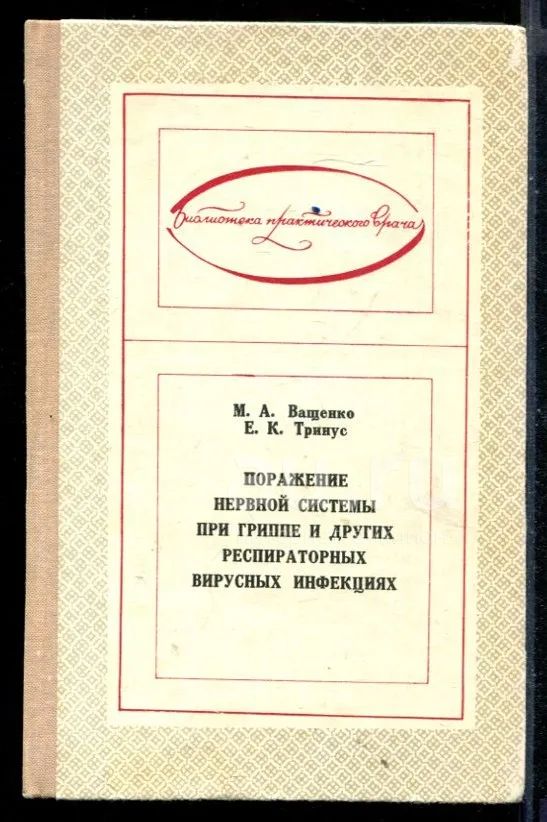 Библиотека практического врача
М. А. Ващенко
Е. К. Тринус
ПОРАЖЕНИЕ
НЕРВНОЙ СИСТЕМЫ
ПРИ ГРИППЕ И ДРУГИХ
РЕСПИРАТОРНЫХ
ВИРУСНЫХ ИНФЕКЦИЯХ